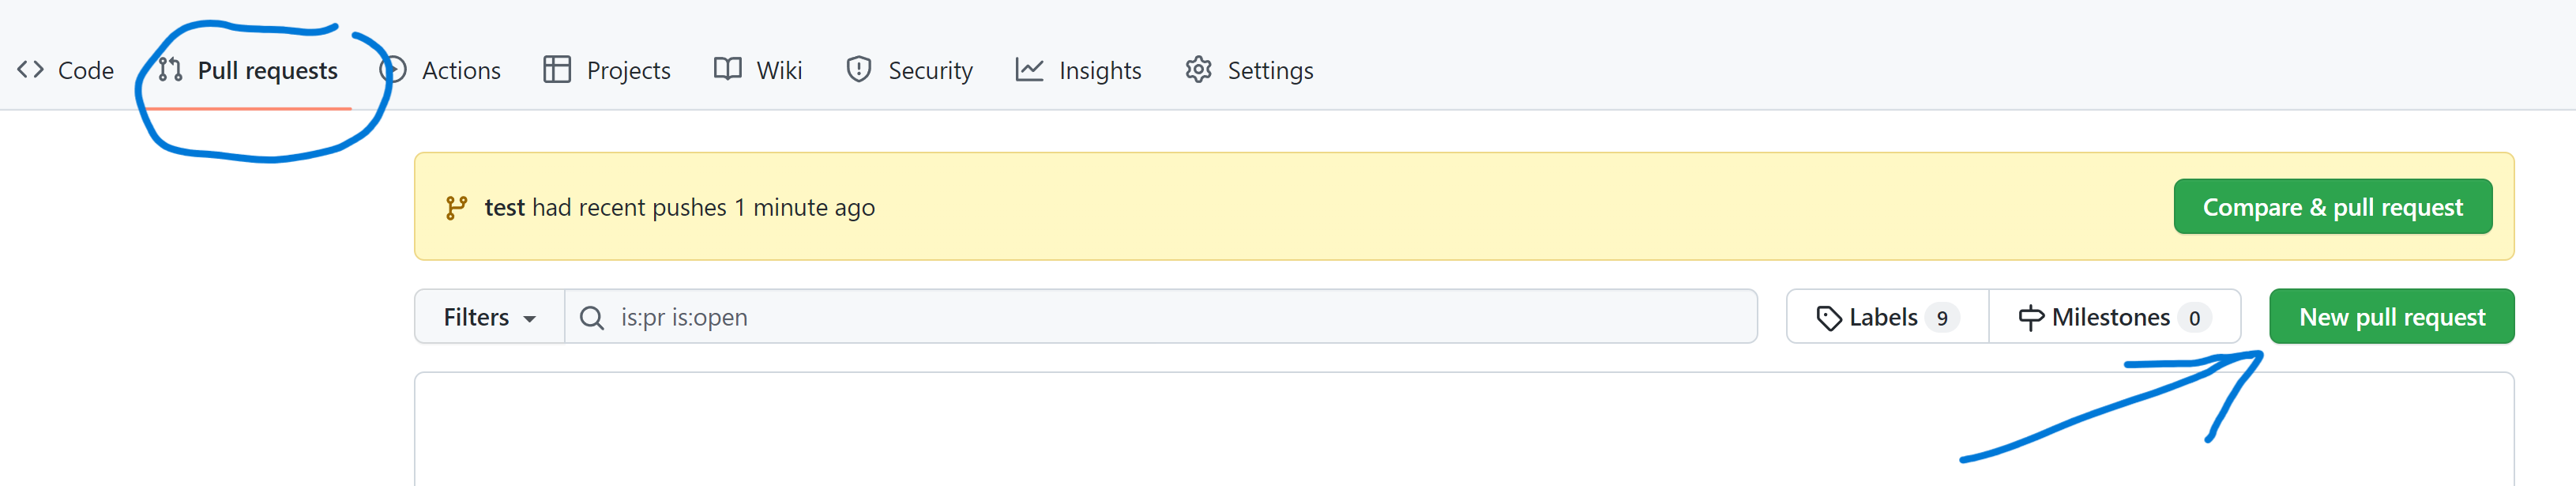 Code Pull requests Actions Projects Wiki Security Insights Settings
test had recent pushes 1 minute ago Compare & pull request
Filters is:pr is:open Labels 9 Milestones 0 New pull request